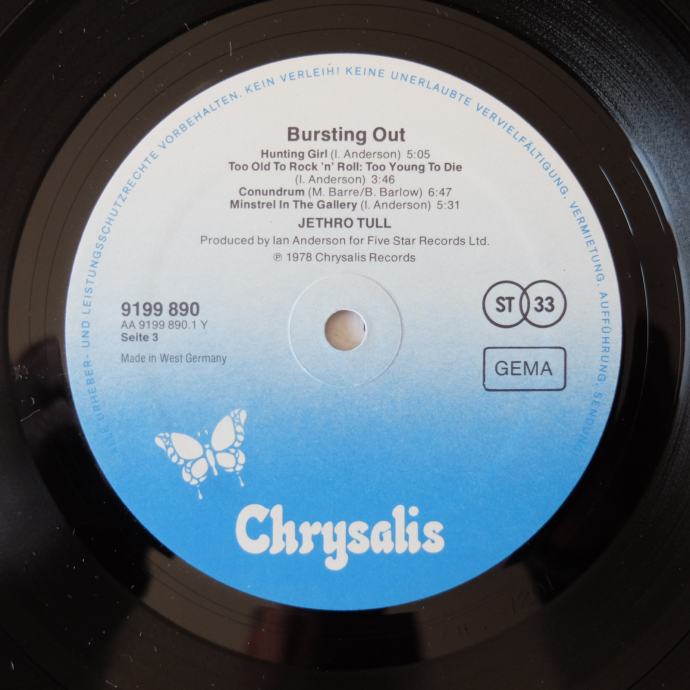 ALLE URHEBER- UND LEISTUNGSSCHUTZRECHTE VORBEHALTEN. KEIN VERLEIH! KEINE UNERLAUBTE VERVIELFÄLTIGUNG, VERMIETUNG, AUFFÜHRUNG, SENDUNG!
Bursting Out
Hunting Girl (I. Anderson) 5:05
Too Old To Rock 'n' Roll: Too Young To Die
(I. Anderson) 3:46
Conundrum (M. Barre/B. Barlow) 6:47
Minstrel In The Gallery (I. Anderson) 5:31
JETHRO TULL
Produced by Ian Anderson for Five Star Records Ltd.
℗ 1978 Chrysalis Records
9199 890
AA 9199 890.1 Y
Seite 3
Made in West Germany
ST 33
GEMA
Chrysalis